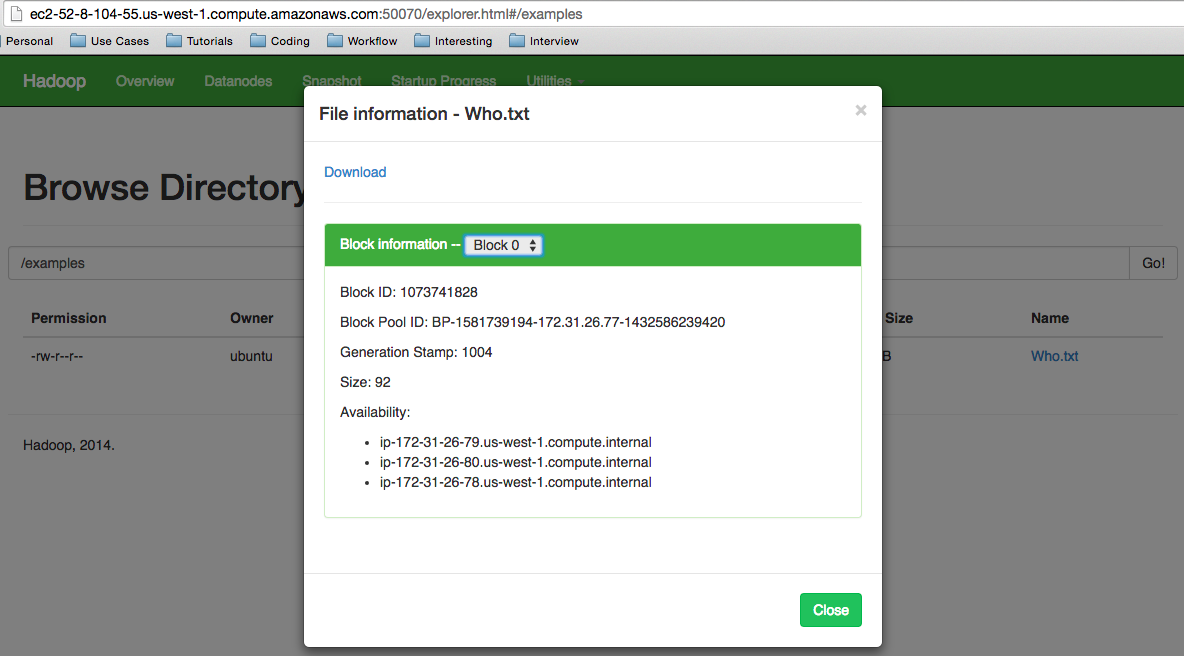 ec2-52-8-104-55.us-west-1.compute.amazonaws.com:50070/explorer.html#/examples
Personal Use Cases Tutorials Coding Workflow Interesting Interview
Hadoop Overview Datanodes Snapshot Startup Progress Utilities
File information - Who.txt ×
Download
Browse Directory
Block information -- Block 0
/examples Go!
Block ID: 1073741828
Permission Owner Size Name
Block Pool ID: BP-1581739194-172.31.26.77-1432586239420
-rw-r--r-- ubuntu B Who.txt
Generation Stamp: 1004
Size: 92
Availability:
• ip-172-31-26-79.us-west-1.compute.internal
• ip-172-31-26-80.us-west-1.compute.internal
• ip-172-31-26-78.us-west-1.compute.internal
Hadoop, 2014.
Close